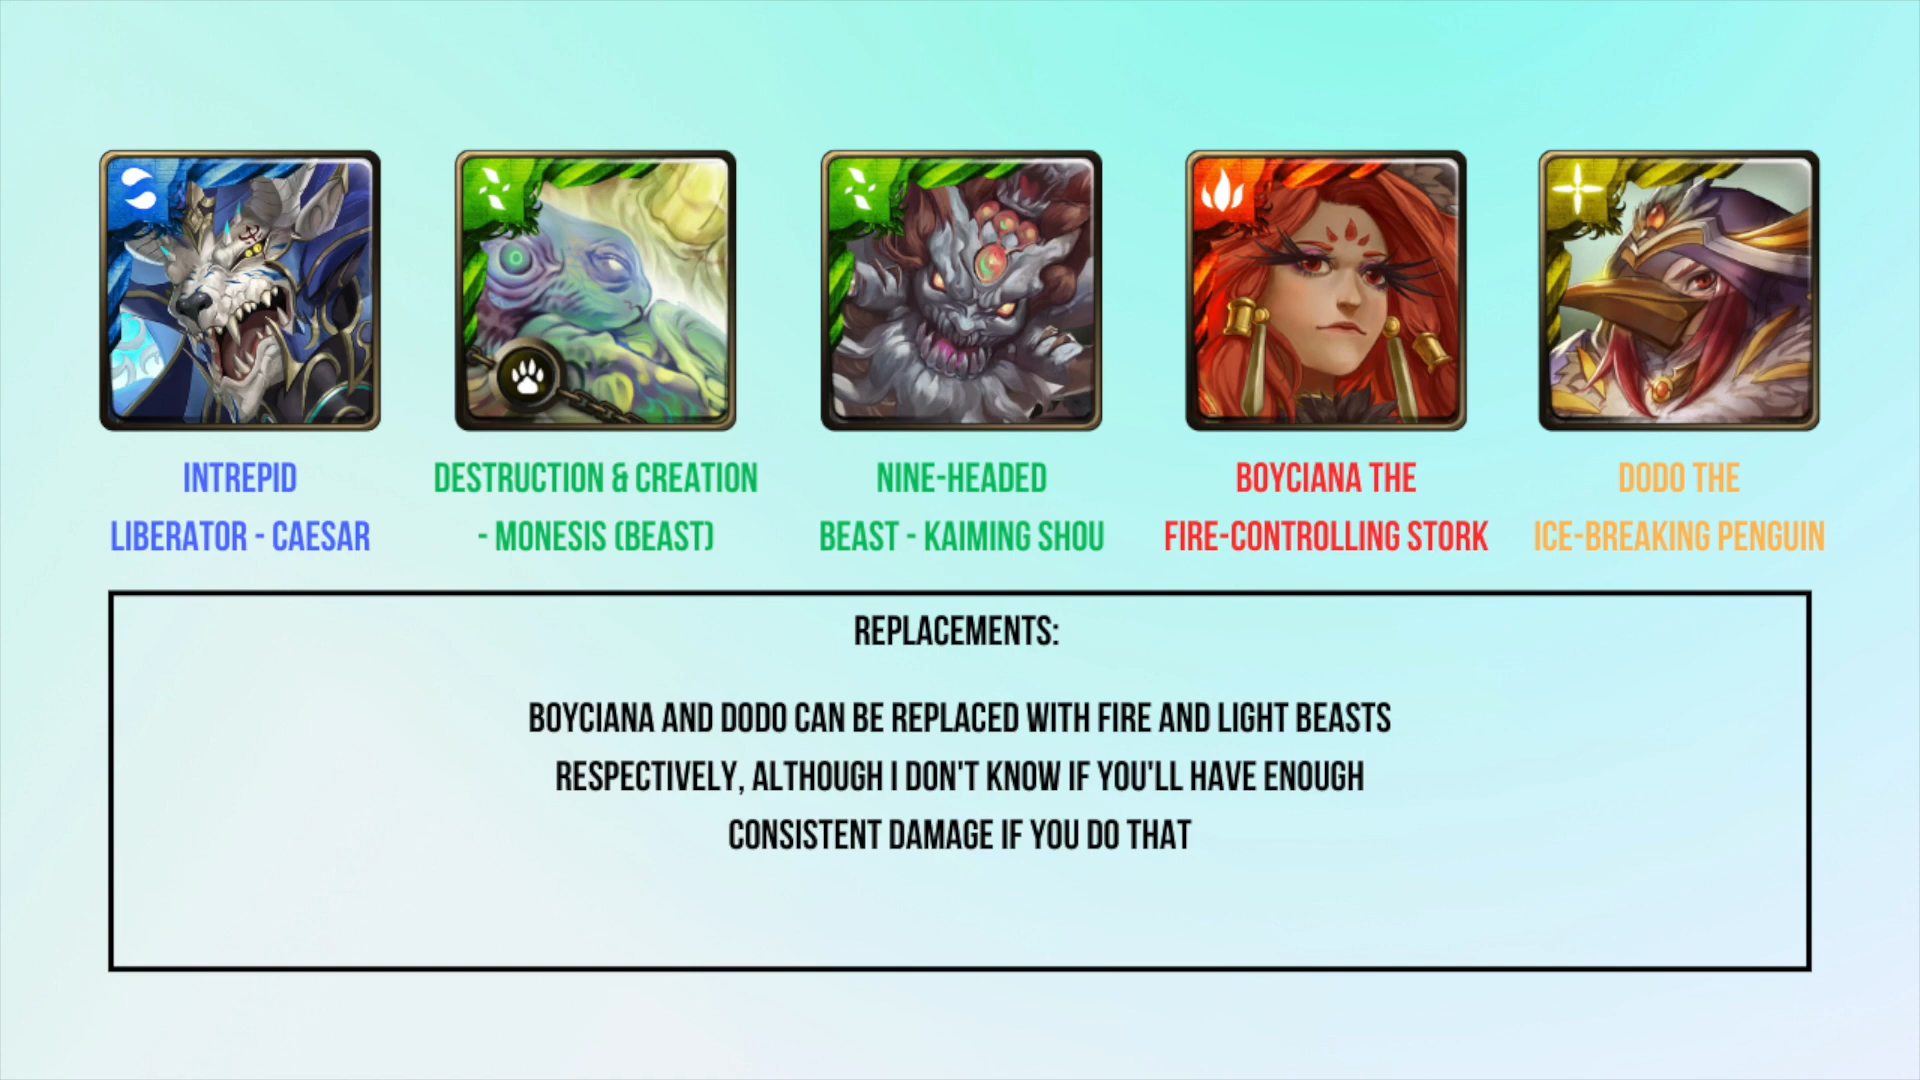 INTREPID
LIBERATOR - CAESAR
DESTRUCTION & CREATION
- MONESIS (BEAST)
NINE-HEADED
BEAST - KAIMING SHOU
BOYCIANA THE
FIRE-CONTROLLING STORK
DODO THE
ICE-BREAKING PENGUIN
REPLACEMENTS:
BOYCIANA AND DODO CAN BE REPLACED WITH FIRE AND LIGHT BEASTS
RESPECTIVELY, ALTHOUGH I DON'T KNOW IF YOU'LL HAVE ENOUGH
CONSISTENT DAMAGE IF YOU DO THAT